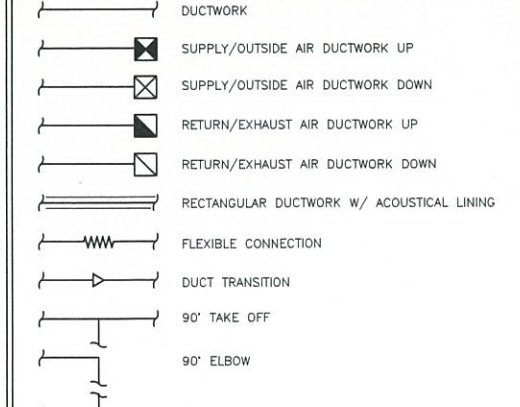 DUCTWORK
SUPPLY/OUTSIDE AIR DUCTWORK UP
SUPPLY/OUTSIDE AIR DUCTWORK DOWN
RETURN/EXHAUST AIR DUCTWORK UP
RETURN/EXHAUST AIR DUCTWORK DOWN
RECTANGULAR DUCTWORK W/ ACOUSTICAL LINING
FLEXIBLE CONNECTION
DUCT TRANSITION
90° TAKE OFF
90° ELBOW